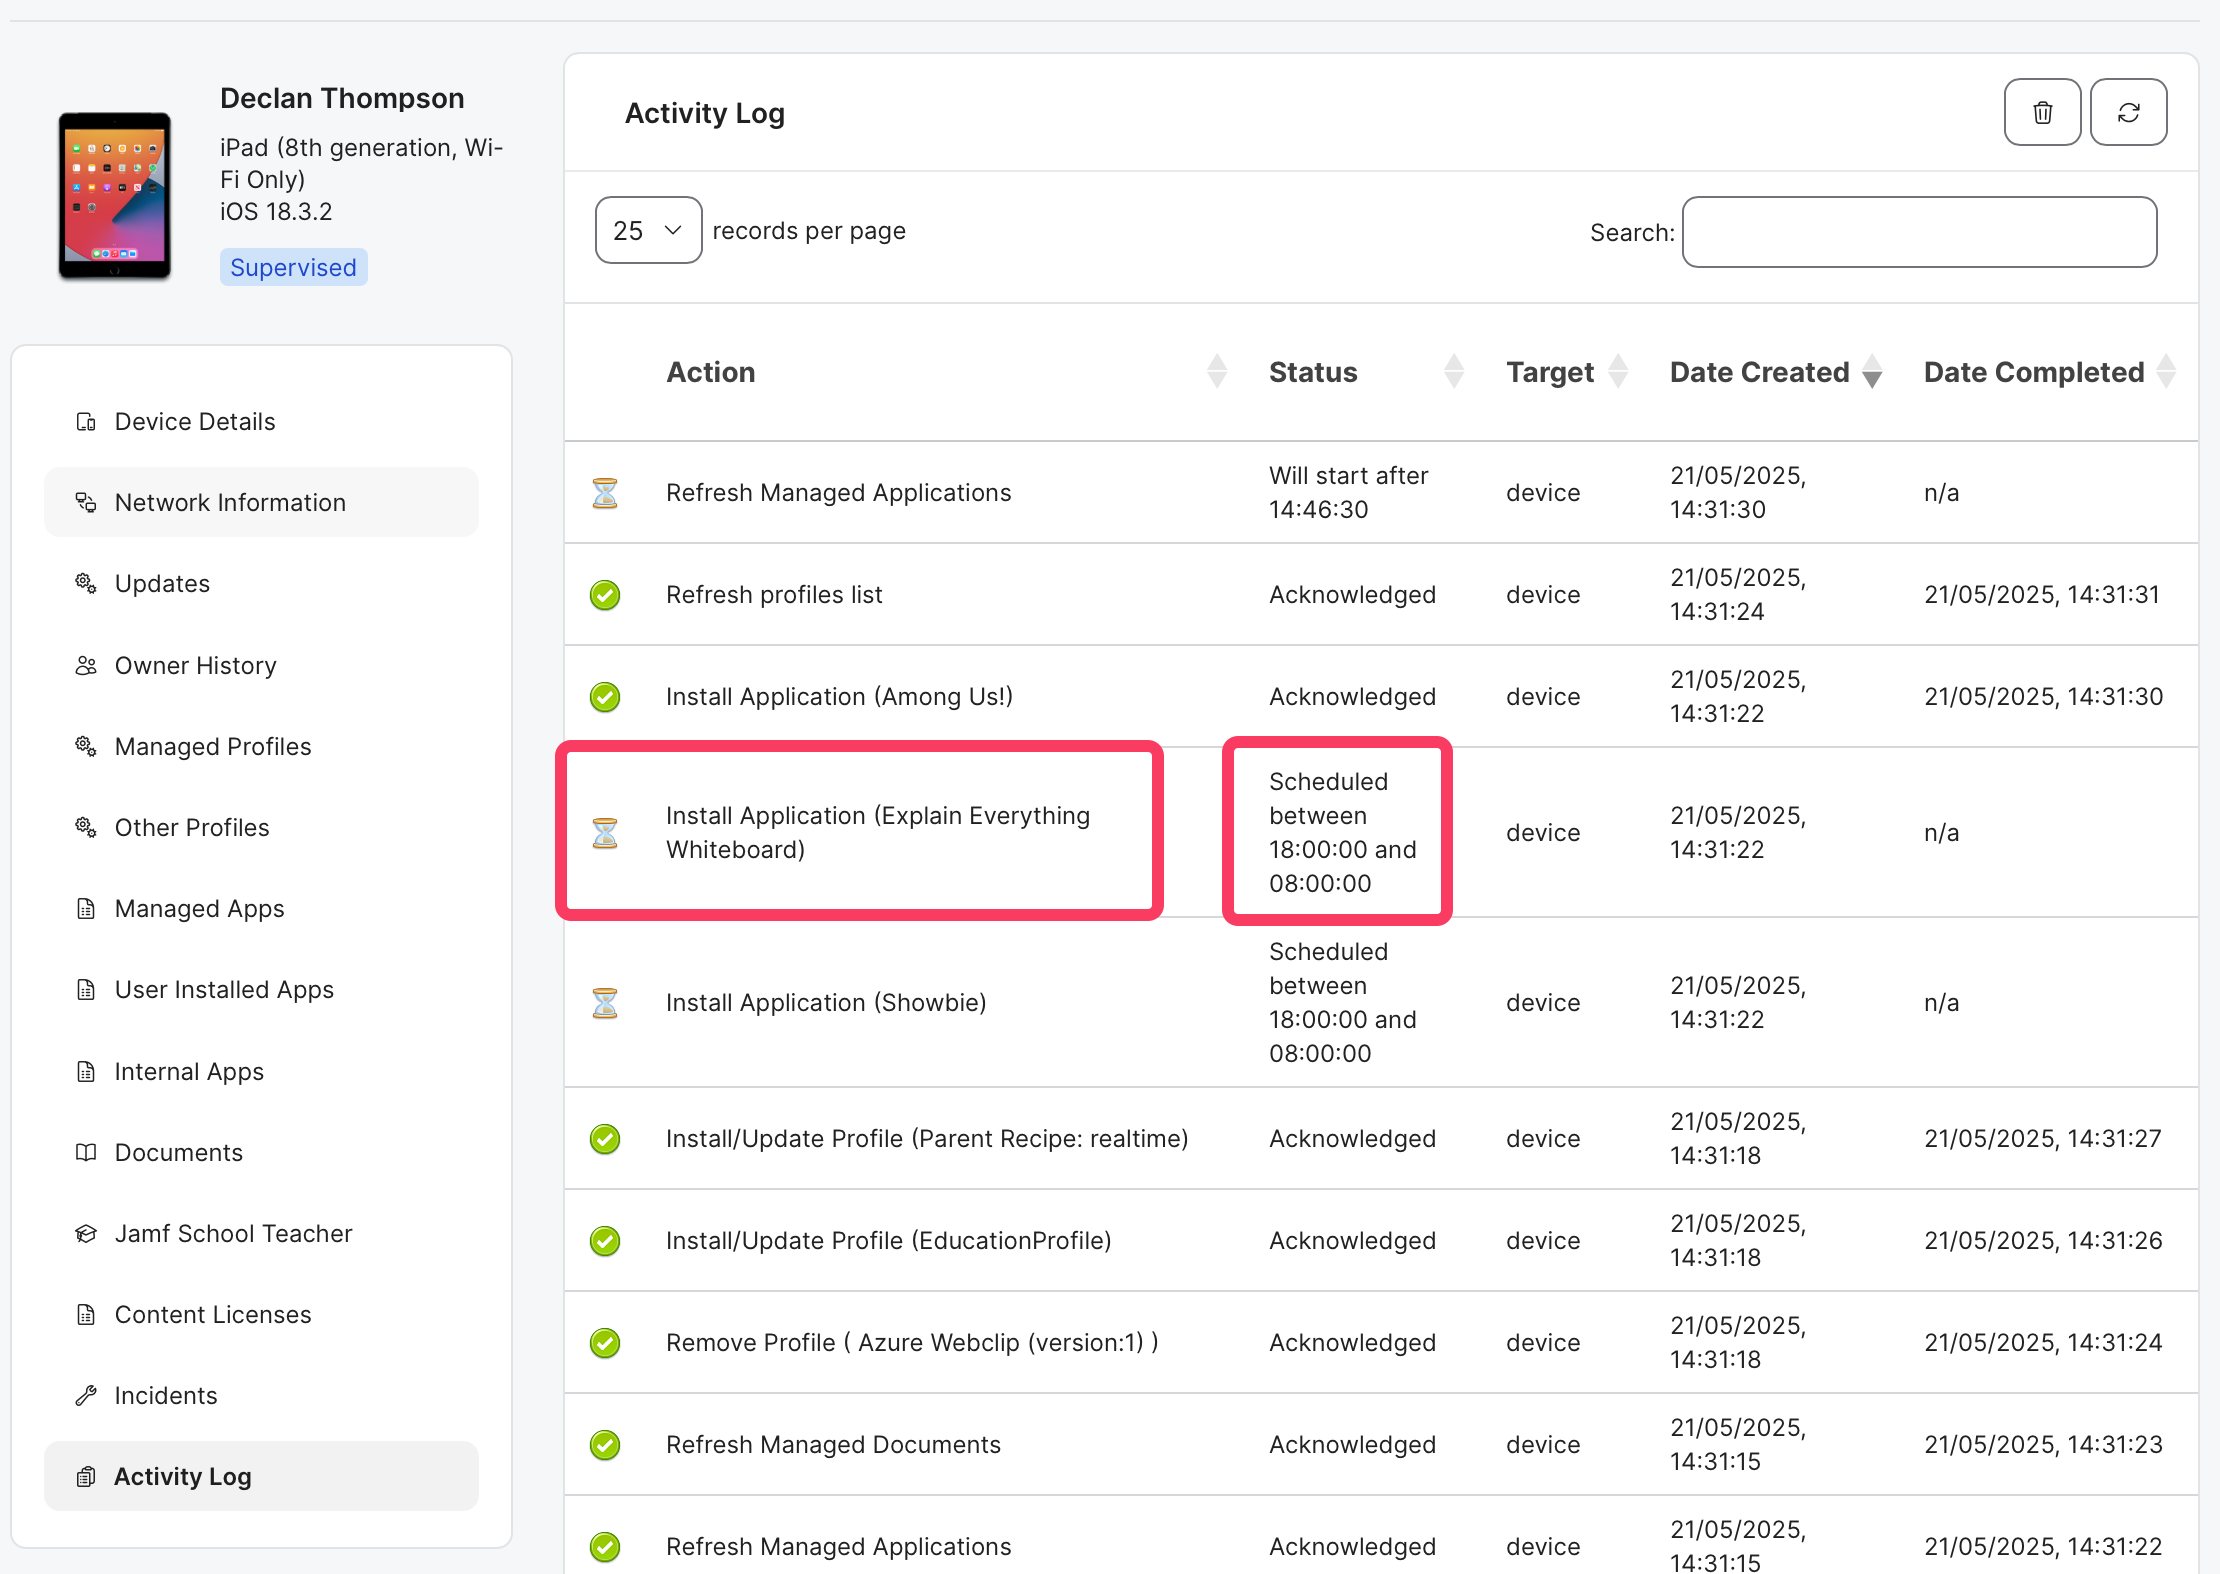 Declan Thompson
iPad (8th generation, Wi-
Fi Only)
iOS 18.3.2
Supervised
Device Details
Network Information
Updates
Owner History
Managed Profiles
Other Profiles
Managed Apps
User Installed Apps
Internal Apps
Documents
Jamf School Teacher
Content Licenses
Incidents
Activity Log
Activity Log
25 records per page
Search:
Action Status Target Date Created Date Completed
Refresh Managed Applications
Will start after
14:46:30
device
21/05/2025,
14:31:30
n/a
Refresh profiles list
Acknowledged
device
21/05/2025,
14:31:24
21/05/2025, 14:31:31
Install Application (Among Us!)
Acknowledged
device
21/05/2025,
14:31:22
21/05/2025, 14:31:30
Install Application (Explain Everything
Whiteboard)
Scheduled
between
18:00:00 and
08:00:00
device
21/05/2025,
14:31:22
n/a
Install Application (Showbie)
Scheduled
between
18:00:00 and
08:00:00
device
21/05/2025,
14:31:22
n/a
Install/Update Profile (Parent Recipe: realtime)
Acknowledged
device
21/05/2025,
14:31:18
21/05/2025, 14:31:27
Install/Update Profile (EducationProfile)
Acknowledged
device
21/05/2025,
14:31:18
21/05/2025, 14:31:26
Remove Profile ( Azure Webclip (version:1) )
Acknowledged
device
21/05/2025,
14:31:18
21/05/2025, 14:31:24
Refresh Managed Documents
Acknowledged
device
21/05/2025,
14:31:15
21/05/2025, 14:31:23
Refresh Managed Applications
Acknowledged
device
21/05/2025,
14:31:15
21/05/2025, 14:31:22